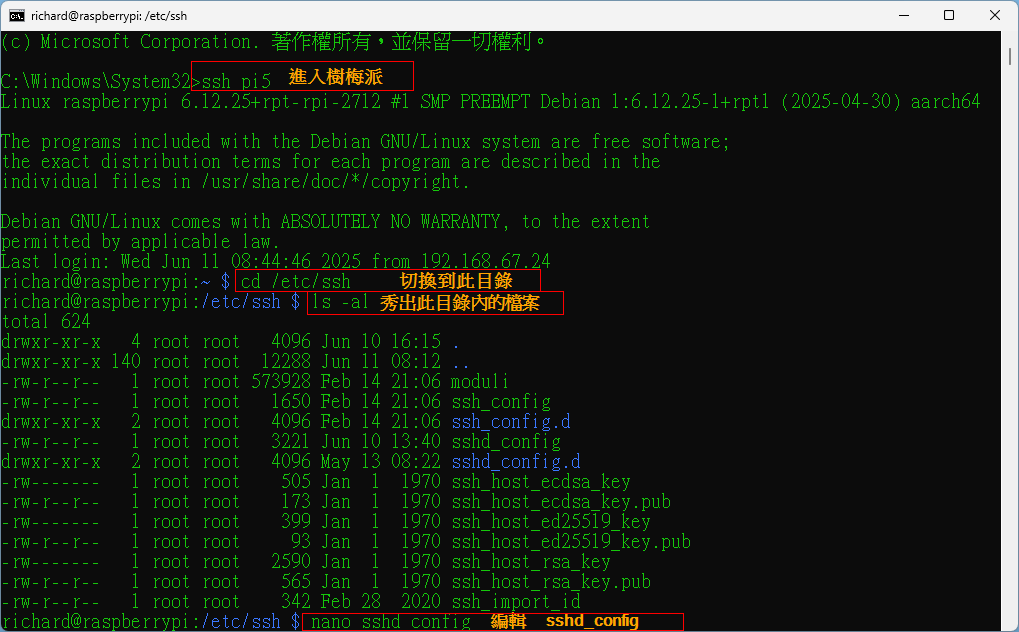 richard@raspberrypi: /etc/ssh
(c) Microsoft Corporation. 著作權所有，並保留一切權利。
C:\Windows\System32>ssh pi5 進入樹梅派
Linux raspberrypi 6.12.25+rpt-rpi-2712 #1 SMP PREEMPT Debian 1:6.12.25-1+rpt1 (2025-04-30) aarch64
The programs included with the Debian GNU/Linux system are free software;
the exact distribution terms for each program are described in the
individual files in /usr/share/doc/*/copyright.
Debian GNU/Linux comes with ABSOLUTELY NO WARRANTY, to the extent
permitted by applicable law.
Last login: Wed Jun 11 08:44:46 2025 from 192.168.67.24
richard@raspberrypi:~ $ cd /etc/ssh 切換到此目錄
richard@raspberrypi:/etc/ssh $ ls -al 秀出此目錄內的檔案
total 624
drwxr-xr-x 4 root root 4096 Jun 10 16:15 .
drwxr-xr-x 140 root root 12288 Jun 11 08:12 ..
-rw-r--r-- 1 root root 573928 Feb 14 21:06 moduli
-rw-r--r-- 1 root root 1650 Feb 14 21:06 ssh_config
drwxr-xr-x 2 root root 4096 Feb 14 21:06 ssh_config.d
-rw-r--r-- 1 root root 3221 Jun 10 13:40 sshd_config
drwxr-xr-x 2 root root 4096 May 13 08:22 sshd_config.d
-rw------- 1 root root 505 Jan 1 1970 ssh_host_ecdsa_key
-rw-r--r-- 1 root root 173 Jan 1 1970 ssh_host_ecdsa_key.pub
-rw------- 1 root root 399 Jan 1 1970 ssh_host_ed25519_key
-rw-r--r-- 1 root root 93 Jan 1 1970 ssh_host_ed25519_key.pub
-rw------- 1 root root 2590 Jan 1 1970 ssh_host_rsa_key
-rw-r--r-- 1 root root 565 Jan 1 1970 ssh_host_rsa_key.pub
-rw-r--r-- 1 root root 342 Feb 28 2020 ssh_import_id
richard@raspberrypi:/etc/ssh $ nano sshd_config 編輯 sshd_config